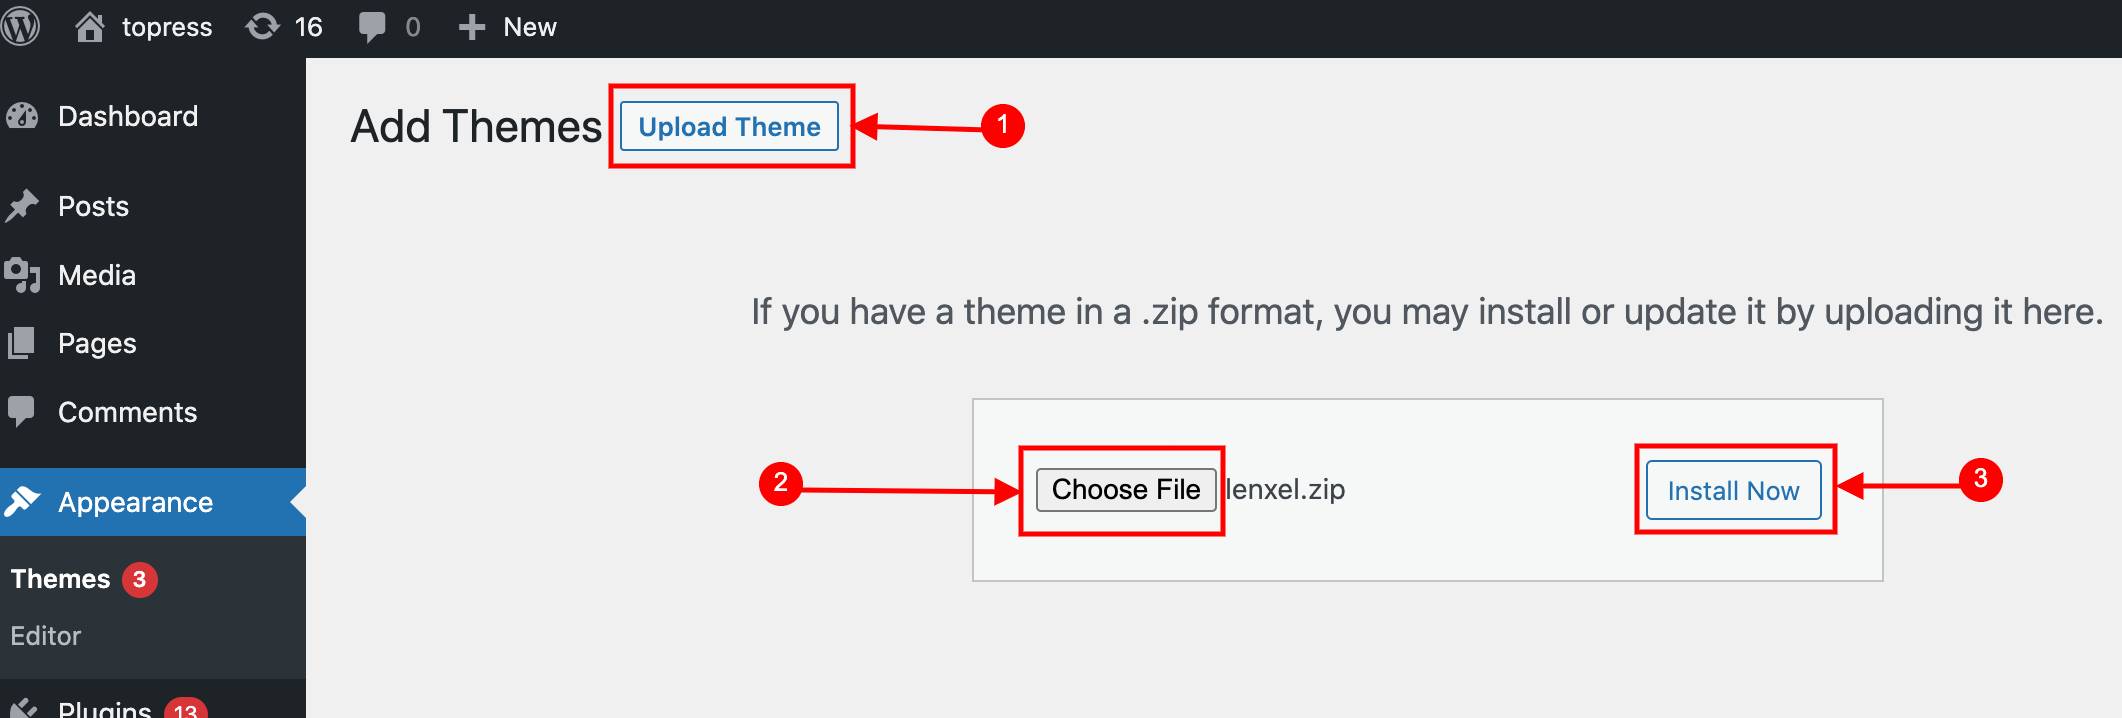 topress 16 0 New
Dashboard
Posts
Media
Pages
Comments
Appearance
Themes 3
Editor
Plugins 13
Add Themes Upload Theme 1
If you have a theme in a .zip format, you may install or update it by uploading it here.
2 Choose File lenxel.zip Install Now 3